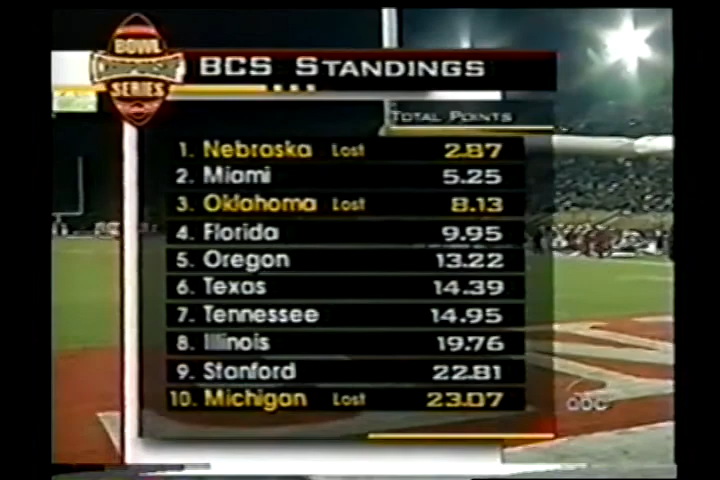 BOWL
CHAMPIONSHIP
SERIES
BCS STANDINGS
TOTAL POINTS
1. Nebraska Lost 2.87
2. Miami 5.25
3. Oklahoma Lost 8.13
4. Florida 9.95
5. Oregon 13.22
6. Texas 14.39
7. Tennessee 14.95
8. Illinois 19.76
9. Stanford 22.81
10. Michigan Lost 23.07
abc